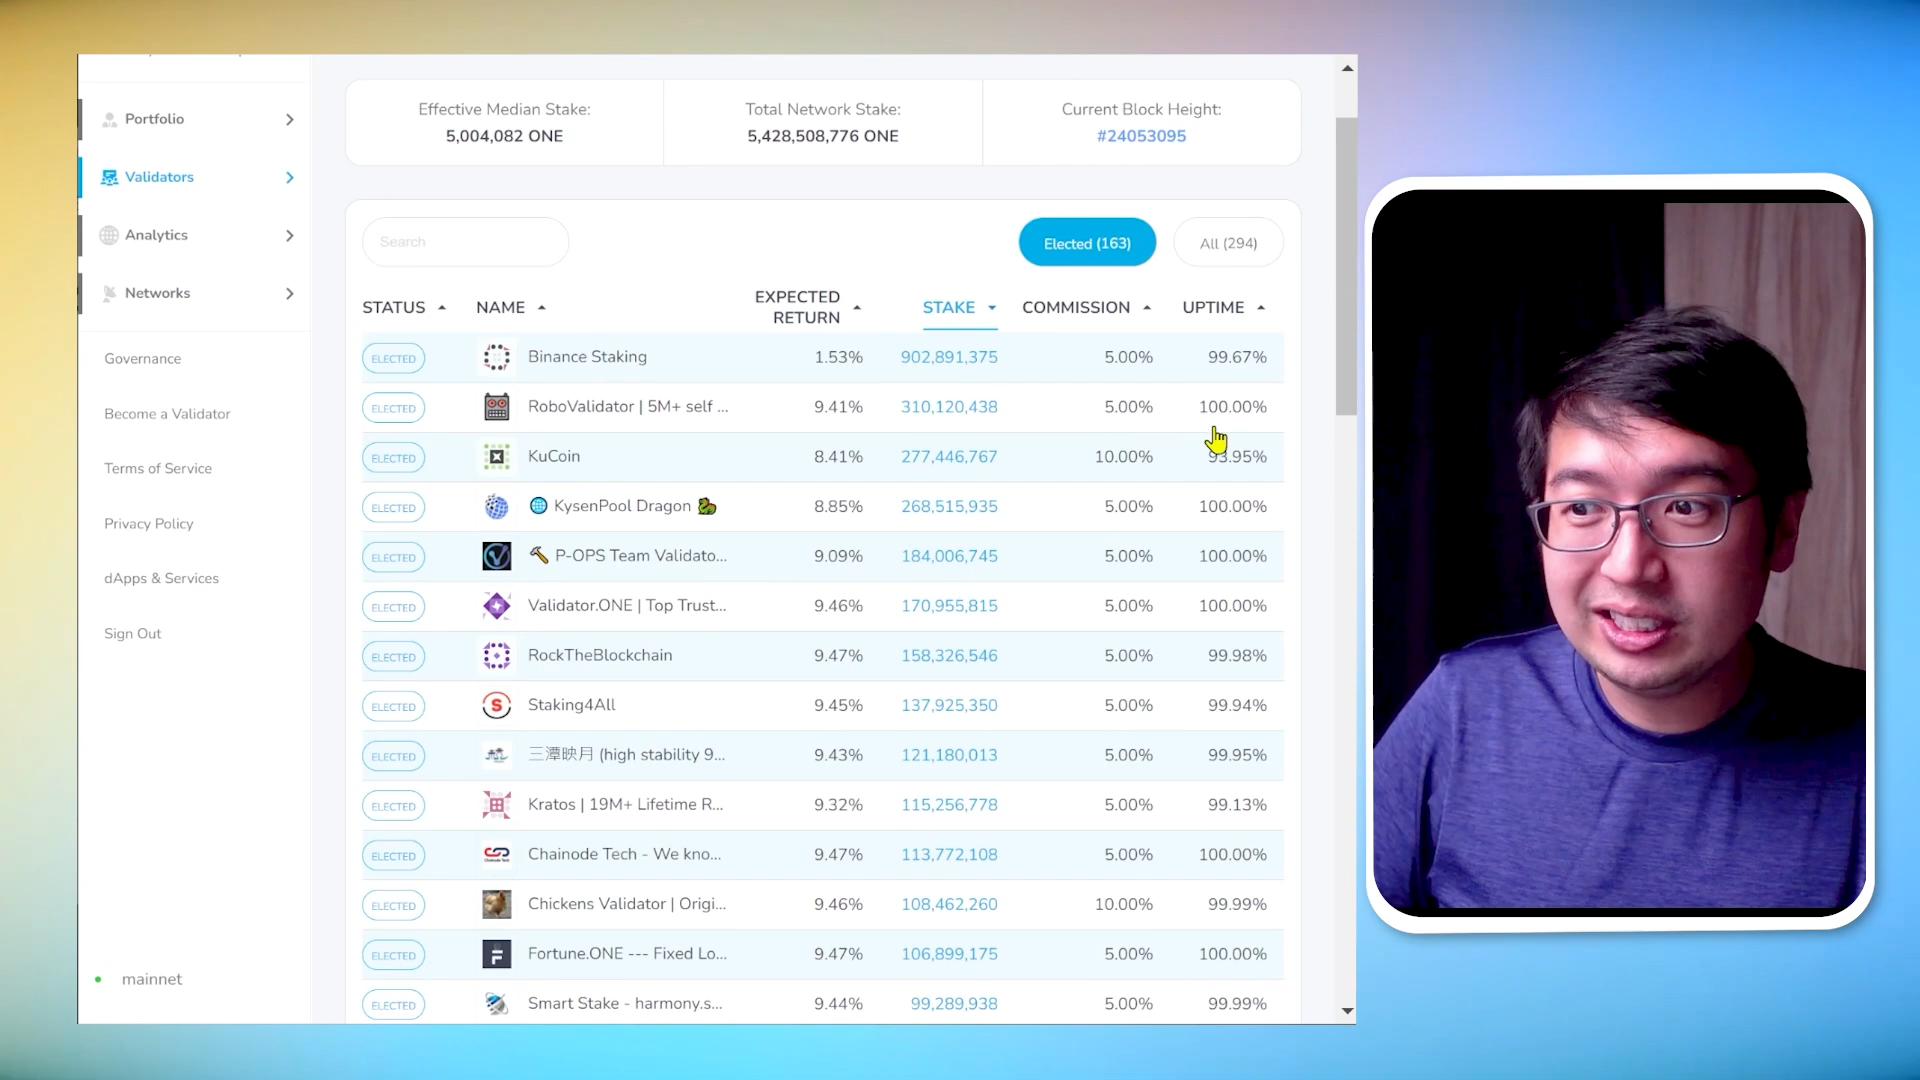 Portfolio
Validators
Analytics
Networks
Governance
Become a Validator
Terms of Service
Privacy Policy
dApps & Services
Sign Out
mainnet
Effective Median Stake: Total Network Stake: Current Block Height:
5,004,082 ONE 5,428,508,776 ONE #24053095
Search Elected (163) All (294)
STATUS NAME EXPECTED RETURN STAKE COMMISSION UPTIME
ELECTED Binance Staking 1.53% 902,891,375 5.00% 99.67%
ELECTED RoboValidator | 5M+ self ... 9.41% 310,120,438 5.00% 100.00%
ELECTED KuCoin 8.41% 277,446,767 10.00% 93.95%
ELECTED 🌐 KysenPool Dragon 🐉 8.85% 268,515,935 5.00% 100.00%
ELECTED 🔨 P-OPS Team Validato... 9.09% 184,006,745 5.00% 100.00%
ELECTED Validator.ONE | Top Trust... 9.46% 170,955,815 5.00% 100.00%
ELECTED RockTheBlockchain 9.47% 158,326,546 5.00% 99.98%
ELECTED Staking4All 9.45% 137,925,350 5.00% 99.94%
ELECTED 三潭映月 (high stability 9... 9.43% 121,180,013 5.00% 99.95%
ELECTED Kratos | 19M+ Lifetime R... 9.32% 115,256,778 5.00% 99.13%
ELECTED Chainode Tech - We kno... 9.47% 113,772,108 5.00% 100.00%
ELECTED Chickens Validator | Origi... 9.46% 108,462,260 10.00% 99.99%
ELECTED Fortune.ONE --- Fixed Lo... 9.47% 106,899,175 5.00% 100.00%
ELECTED Smart Stake - harmony.s... 9.44% 99,289,938 5.00% 99.99%